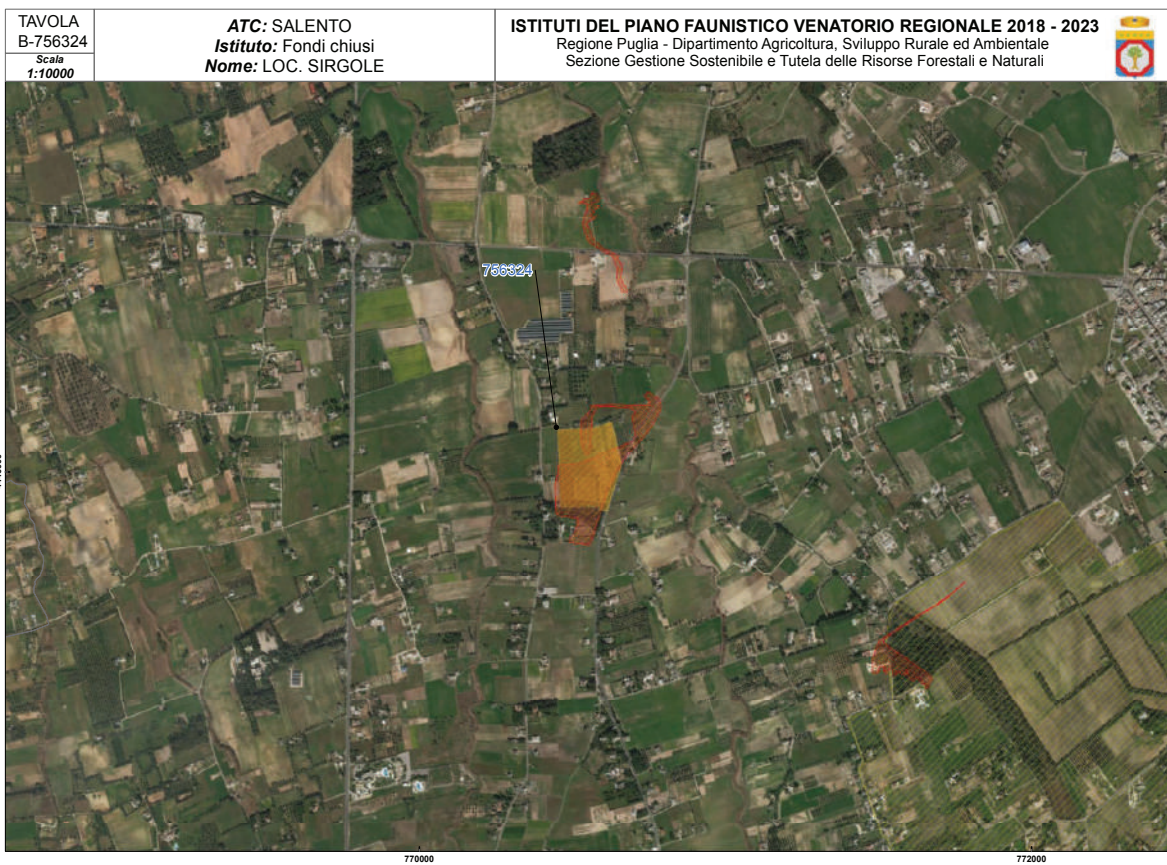 TAVOLA
B-756324
Scala
1:10000
ATC: SALENTO
Istituto: Fondi chiusi
Nome: LOC. SIRGOLE
ISTITUTI DEL PIANO FAUNISTICO VENATORIO REGIONALE 2018 - 2023
Regione Puglia - Dipartimento Agricoltura, Sviluppo Rurale ed Ambientale
Sezione Gestione Sostenibile e Tutela delle Risorse Forestali e Naturali
756324
770000
772000